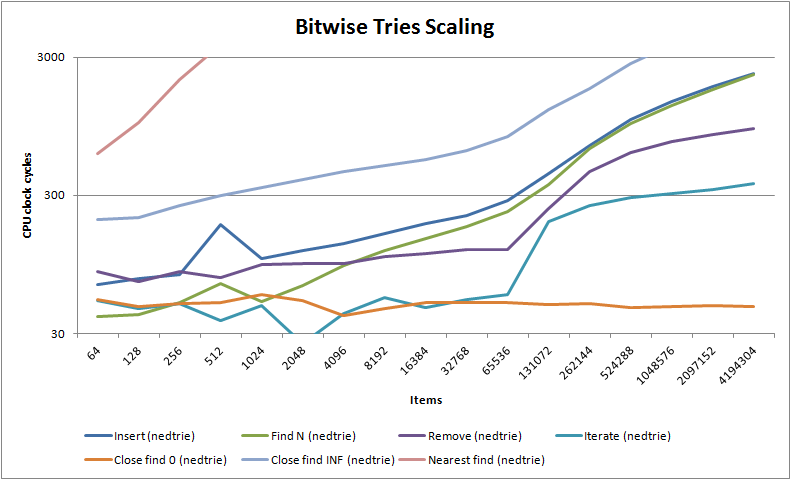 Bitwise Tries Scaling
3000
300
30
CPU clock cycles
64 128 256 512 1024 2048 4096 8192 16384 32768 65536 131072 262144 524288 1048576 2097152 4194304
Items
Insert (nedtrie) Find N (nedtrie) Remove (nedtrie) Iterate (nedtrie)
Close find 0 (nedtrie) Close find INF (nedtrie) Nearest find (nedtrie)